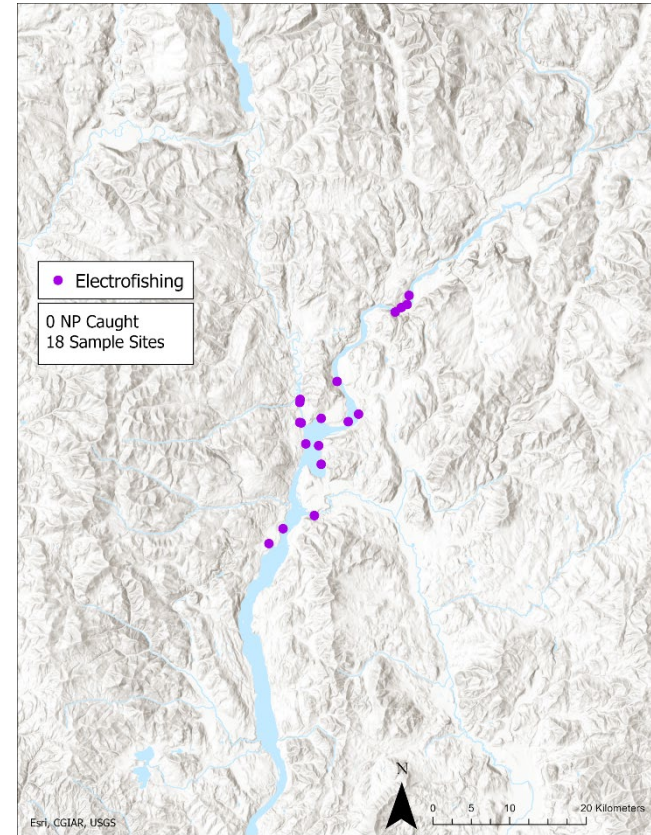 Electrofishing
0 NP Caught
18 Sample Sites
N
0 5 10 20 Kilometers
Esri, CGIAR, USGS